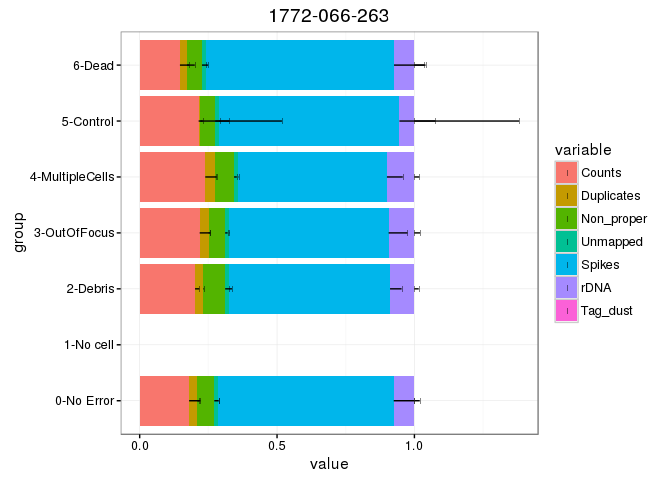 1772-066-263
6-Dead
5-Control
4-MultipleCells
3-OutOfFocus
2-Debris
1-No cell
0-No Error
group
0.0
0.5
1.0
value
variable
Counts
Duplicates
Non_proper
Unmapped
Spikes
rDNA
Tag_dust